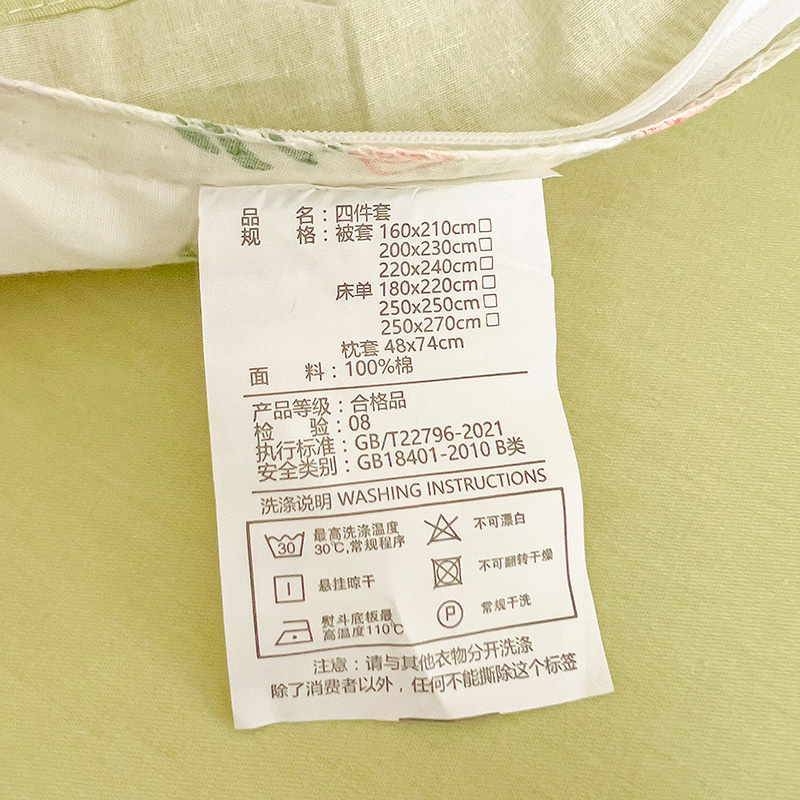 品 名：四件套
规 格：被套 160x210cm□
200x230cm□
220x240cm□
床单 180x220cm□
250x250cm□
250x270cm□
枕套 48x74cm
面 料：100%棉
产品等级：合格品
检 验：08
执行标准：GB/T22796-2021
安全类别：GB18401-2010 B类
洗涤说明 WASHING INSTRUCTIONS
30 最高洗涤温度
30℃,常规程序
不可漂白
悬挂晾干
不可翻转干燥
熨斗底板最
高温度110℃
P 常规干洗
注意：请与其他衣物分开洗涤
除了消费者以外，任何不能撕除这个标签